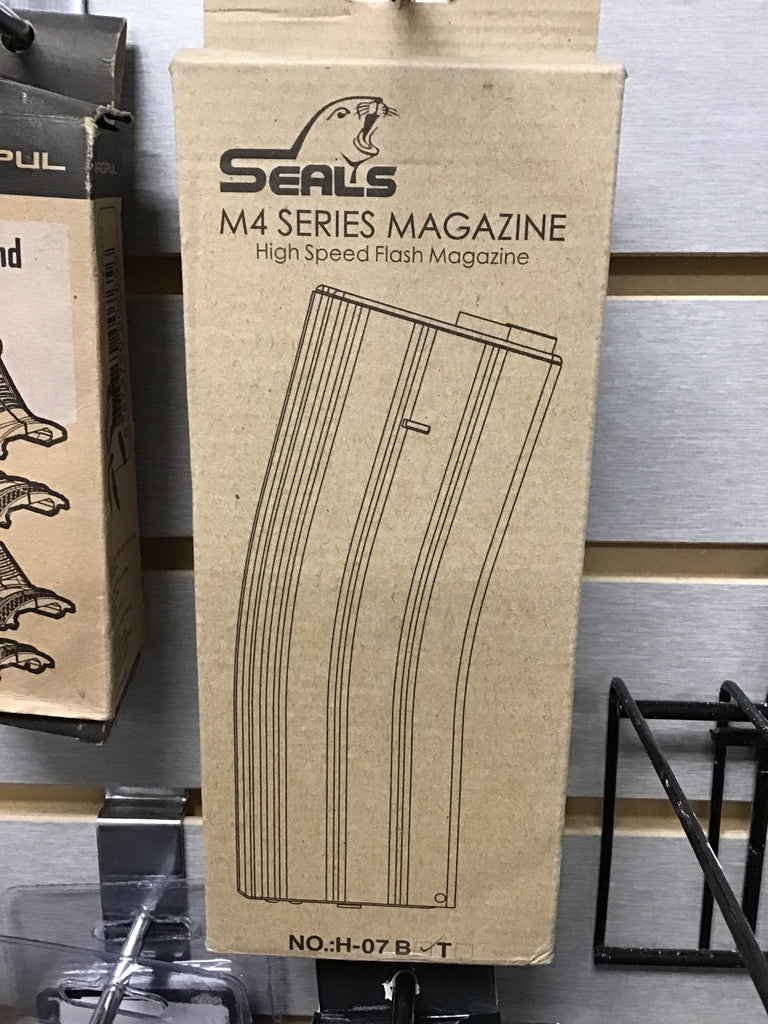 SEALS
M4 SERIES MAGAZINE
High Speed Flash Magazine
NO.:H-07 B T
PUL
nd